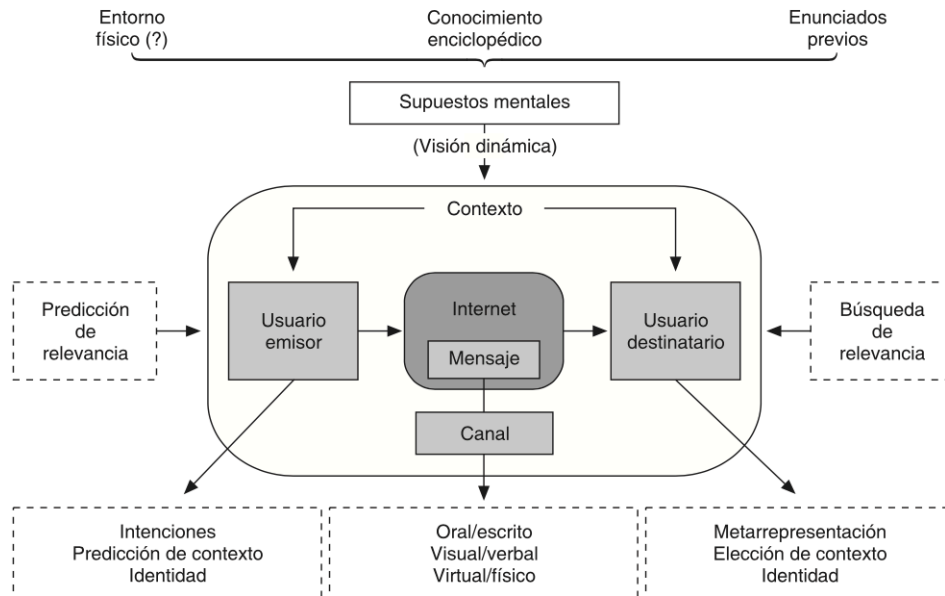 Entorno
físico (?)
Conocimiento
enciclopédico
Enunciados
previos
Supuestos mentales
(Visión dinámica)
Contexto
Predicción
de
relevancia
Usuario
emisor
Internet
Mensaje
Usuario
destinatario
Búsqueda
de
relevancia
Canal
Intenciones
Predicción de contexto
Identidad
Oral/escrito
Visual/verbal
Virtual/físico
Metarrepresentación
Elección de contexto
Identidad